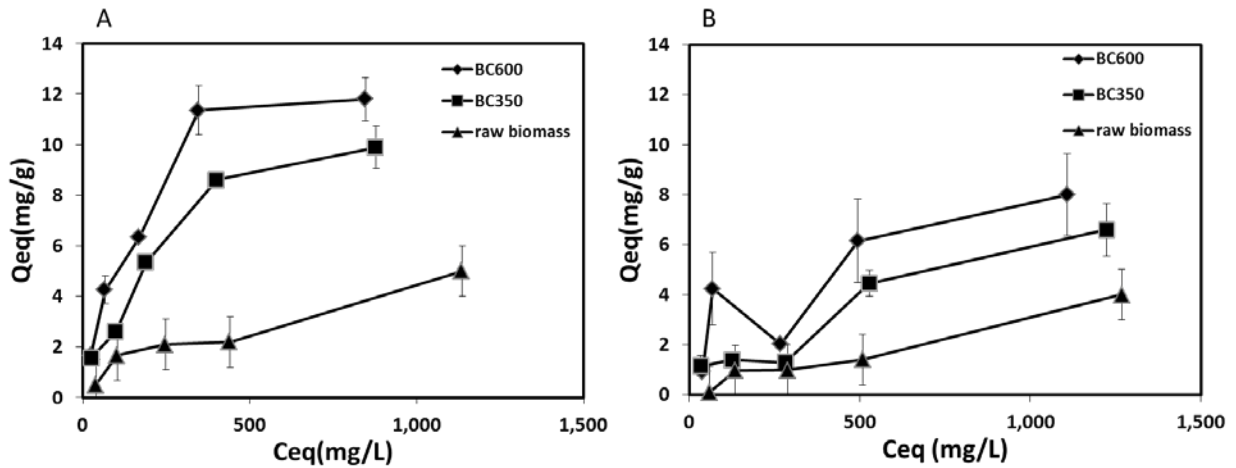 A
14
12
10
8
6
4
2
0
Qeq(mg/g)
BC600
BC350
raw biomass
0 500 1,000 1,500
Ceq(mg/L)
B
14
12
10
8
6
4
2
0
Qeq(mg/g)
BC600
BC350
raw biomass
0 500 1,000 1,500
Ceq (mg/L)